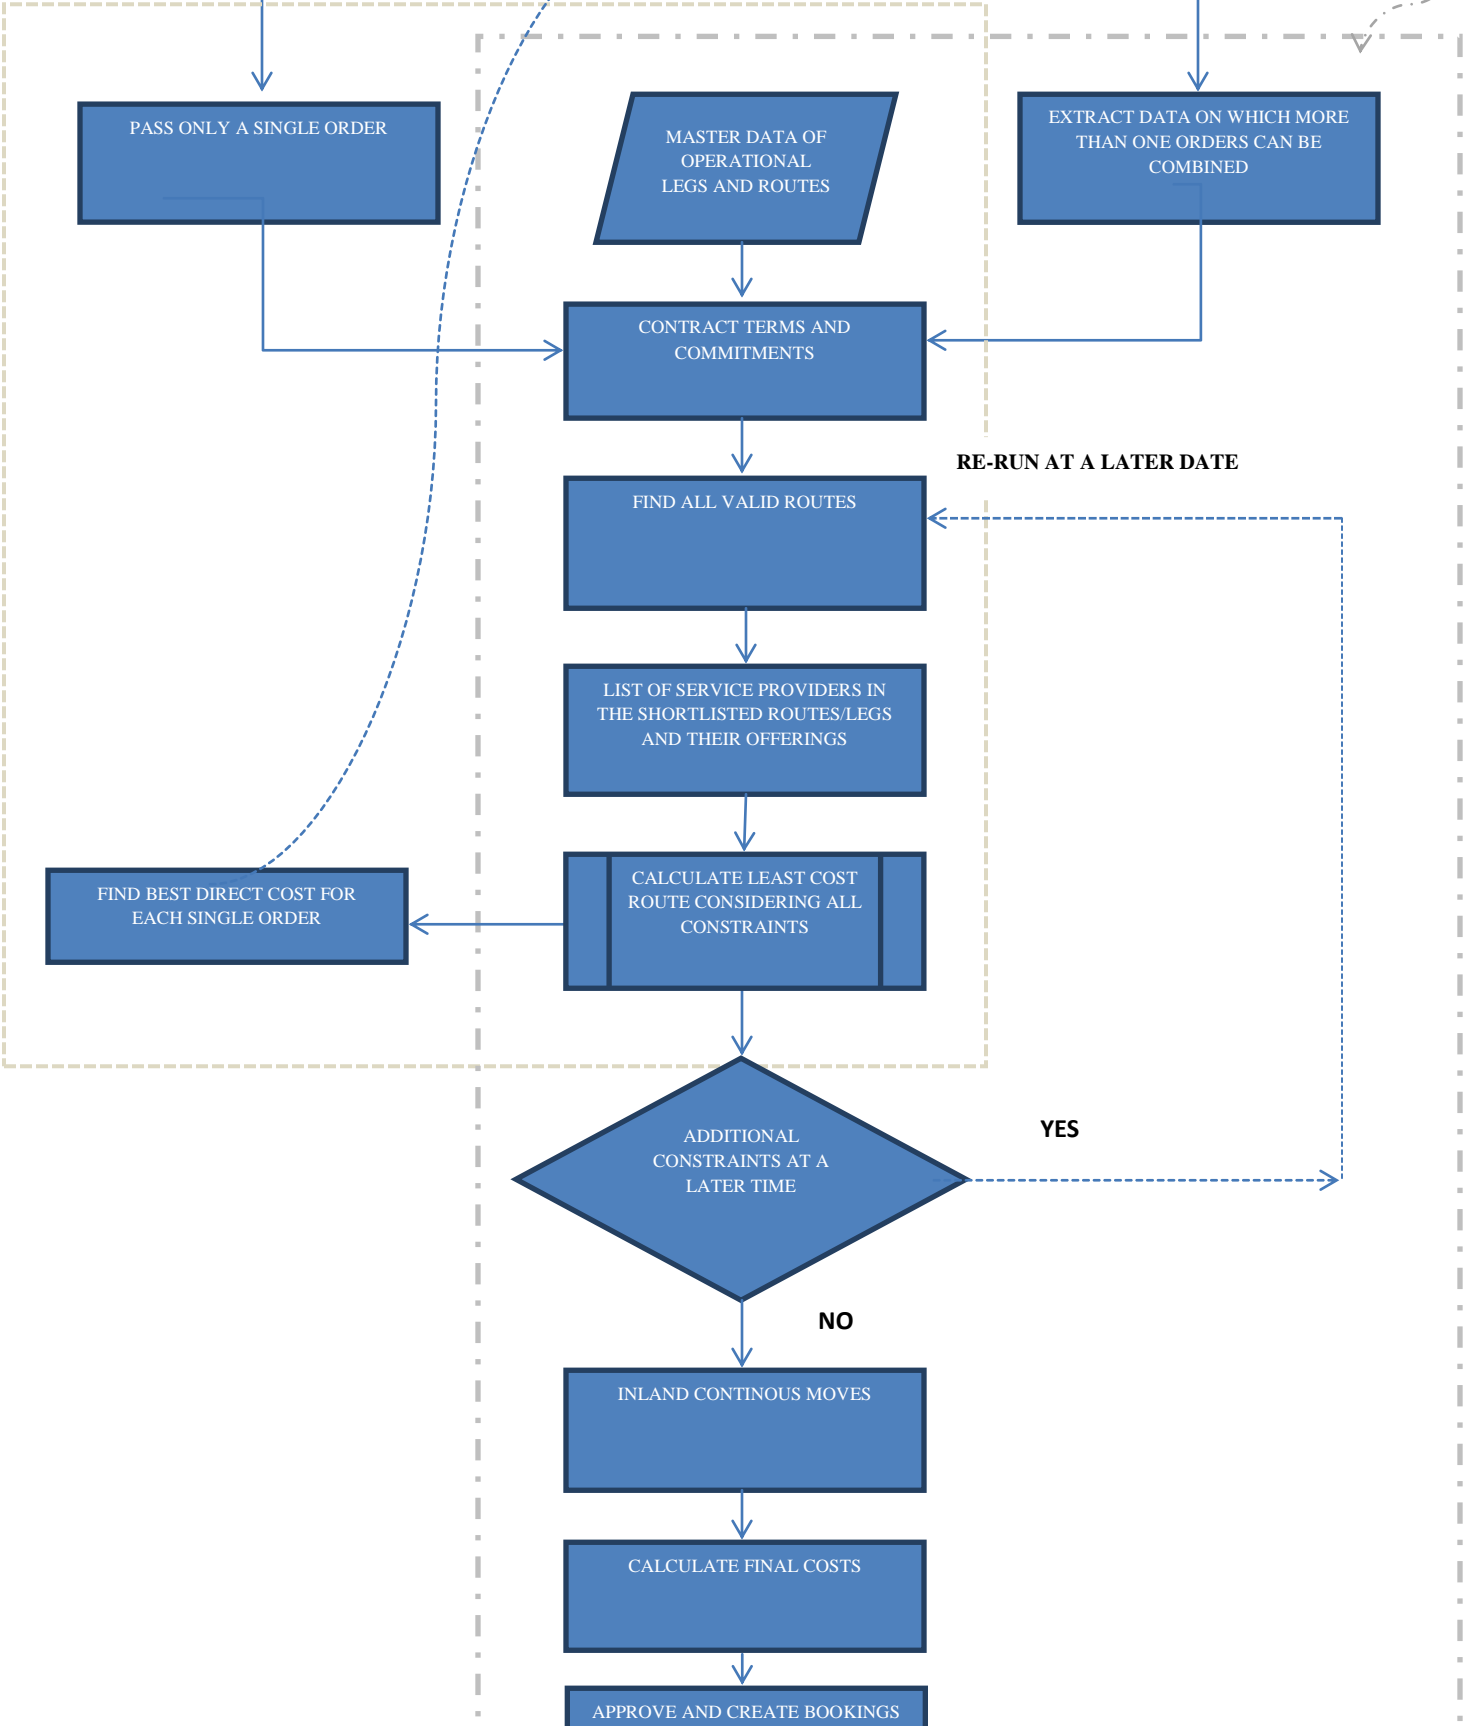 PASS ONLY A SINGLE ORDER
MASTER DATA OF
OPERATIONAL
LEGS AND ROUTES
EXTRACT DATA ON WHICH MORE
THAN ONE ORDERS CAN BE
COMBINED
CONTRACT TERMS AND
COMMITMENTS
RE-RUN AT A LATER DATE
FIND ALL VALID ROUTES
LIST OF SERVICE PROVIDERS IN
THE SHORTLISTED ROUTES/LEGS
AND THEIR OFFERINGS
FIND BEST DIRECT COST FOR
EACH SINGLE ORDER
CALCULATE LEAST COST
ROUTE CONSIDERING ALL
CONSTRAINTS
ADDITIONAL
CONSTRAINTS AT A
LATER TIME
YES
NO
INLAND CONTINOUS MOVES
CALCULATE FINAL COSTS
APPROVE AND CREATE BOOKINGS